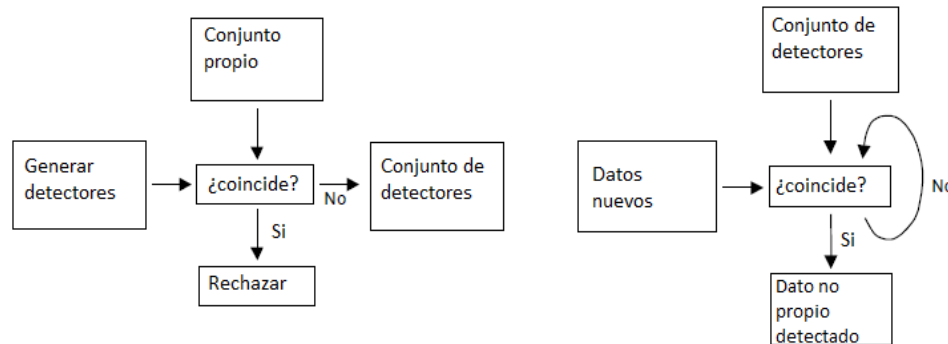 Conjunto
propio
Generar
detectores
¿coincide?
No
Conjunto de
detectores
Si
Rechazar
Conjunto de
detectores
Datos
nuevos
¿coincide?
No
Si
Dato no
propio
detectado